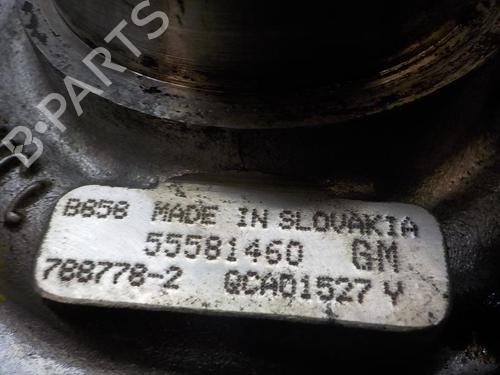 B-PARTS
B858 MADE IN SLOVAKIA
55581460 GM
788778-2 QCA01527 Y